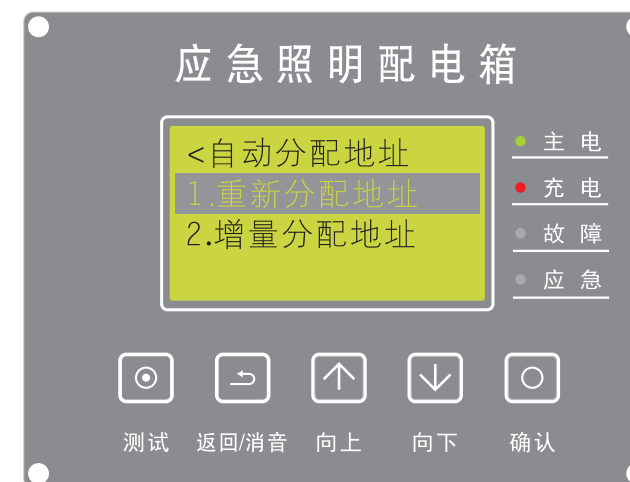 应急照明配电箱
<自动分配地址
1.重新分配地址
2.增量分配地址
主电
充电
故障
应急
测试 返回/消音 向上 向下 确认